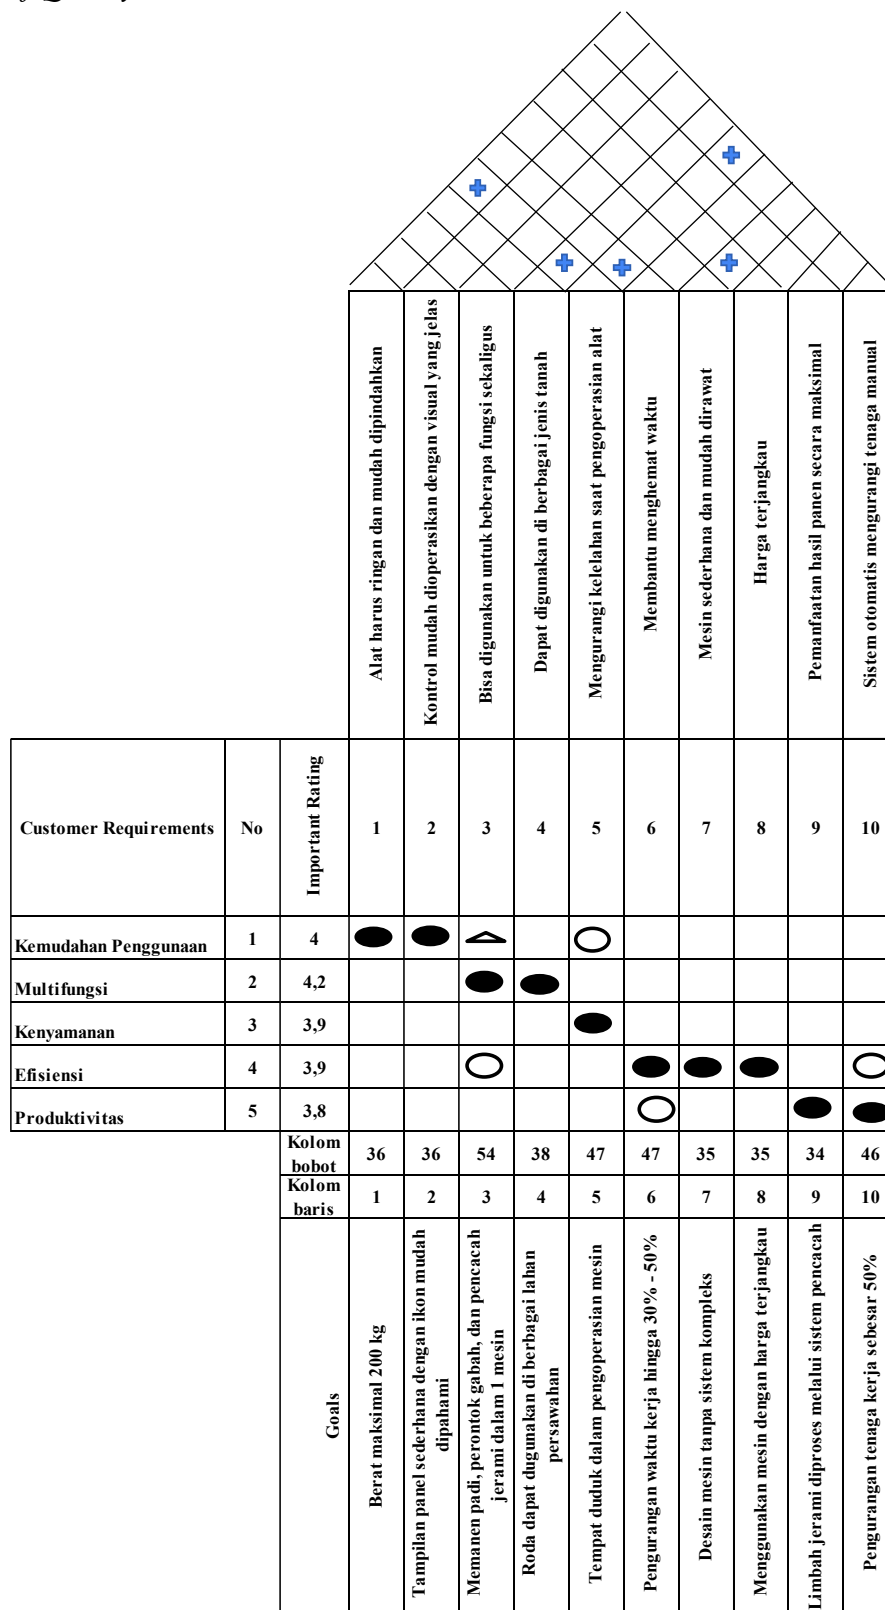 Alat harus ringan dan mudah dipindahkan
Kontrol mudah dioperasikan dengan visual yang jelas
Bisa digunakan untuk beberapa fungsi sekaligus
Dapat digunakan di berbagai jenis tanah
Mengurangi kelelahan saat pengoperasian alat
Membantu menghemat waktu
Mesin sederhana dan mudah dirawat
Harga terjangkau
Pemanfaatan hasil panen secara maksimal
Sistem otomatis mengurangi tenaga manual
Customer Requirements No Important Rating 1 2 3 4 5 6 7 8 9 10
Kemudahan Penggunaan 1 4
Multifungsi 2 4,2
Kenyamanan 3 3,9
Efisiensi 4 3,9
Produktivitas 5 3,8
Kolom
bobot 36 36 54 38 47 47 35 35 34 46
Kolom
baris 1 2 3 4 5 6 7 8 9 10
Goals
Berat maksimal 200 kg
Tampilan panel sederhana dengan ikon mudah
dipahami
Memanen padi, perontok gabah, dan pencacah
jerami dalam 1 mesin
Roda dapat dugunakan di berbagai lahan
persawahan
Tempat duduk dalam pengoperasian mesin
Pengurangan waktu kerja hingga 30% - 50%
Desain mesin tanpa sistem kompleks
Menggunakan mesin dengan harga terjangkau
Limbah jerami diproses melalui sistem pencacah
Pengurangan tenaga kerja sebesar 50%